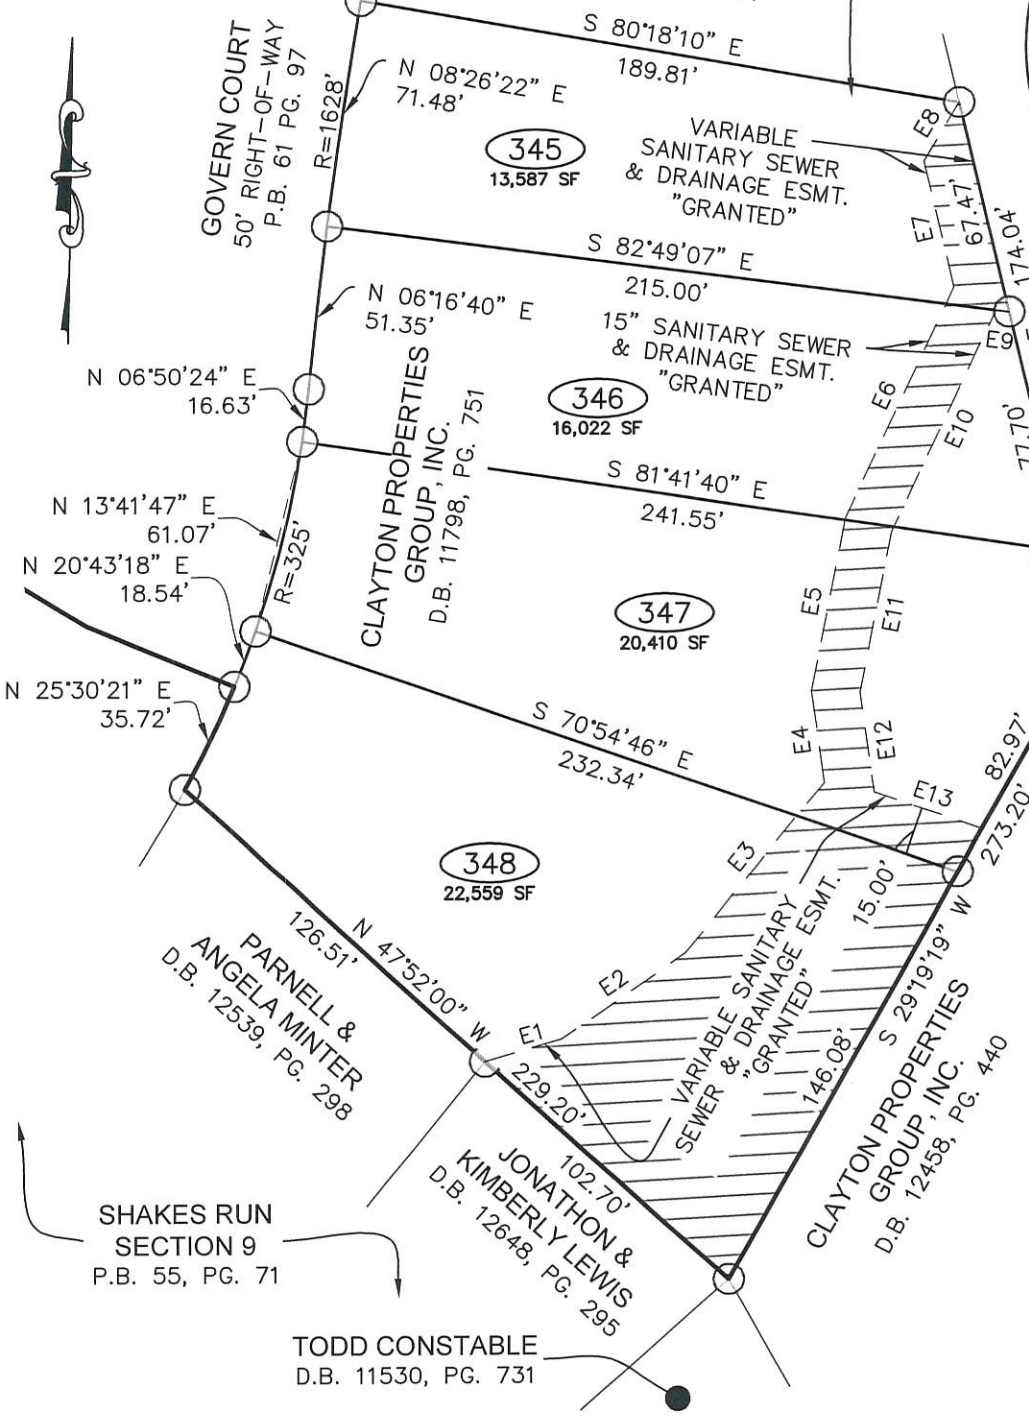 S 80°18'10" E
189.81'
GOVERN COURT
50' RIGHT-OF-WAY
P.B. 61 PG. 97
R=1628'
N 08°26'22" E
71.48'
345
13,587 SF
VARIABLE
SANITARY SEWER
& DRAINAGE ESMT.
"GRANTED"
E8
E7
67.47'
174.04'
S 82°49'07" E
215.00'
N 06°16'40" E
51.35'
15" SANITARY SEWER
& DRAINAGE ESMT.
"GRANTED"
E9
E6
E10
77.70'
N 06°50'24" E
16.63'
346
16,022 SF
CLAYTON PROPERTIES
GROUP, INC.
D.B. 11798, PG. 751
S 81°41'40" E
241.55'
N 13°41'47" E
61.07'
R=325'
N 20°43'18" E
18.54'
347
20,410 SF
E5
E11
N 25°30'21" E
35.72'
S 70°54'46" E
232.34'
E4
E12
E13
82.97'
273.20'
E3
348
22,559 SF
15.00'
VARIABLE SANITARY
SEWER & DRAINAGE ESMT.
"GRANTED"
E2
E1
N 47°52'00" W
126.51'
229.20'
102.70'
S 29°19'19" W
146.08'
PARNELL &
ANGELA MINTER
D.B. 12539, PG. 298
CLAYTON PROPERTIES
GROUP, INC.
D.B. 12458, PG. 440
JONATHON &
KIMBERLY LEWIS
D.B. 12648, PG. 295
SHAKES RUN
SECTION 9
P.B. 55, PG. 71
TODD CONSTABLE
D.B. 11530, PG. 731